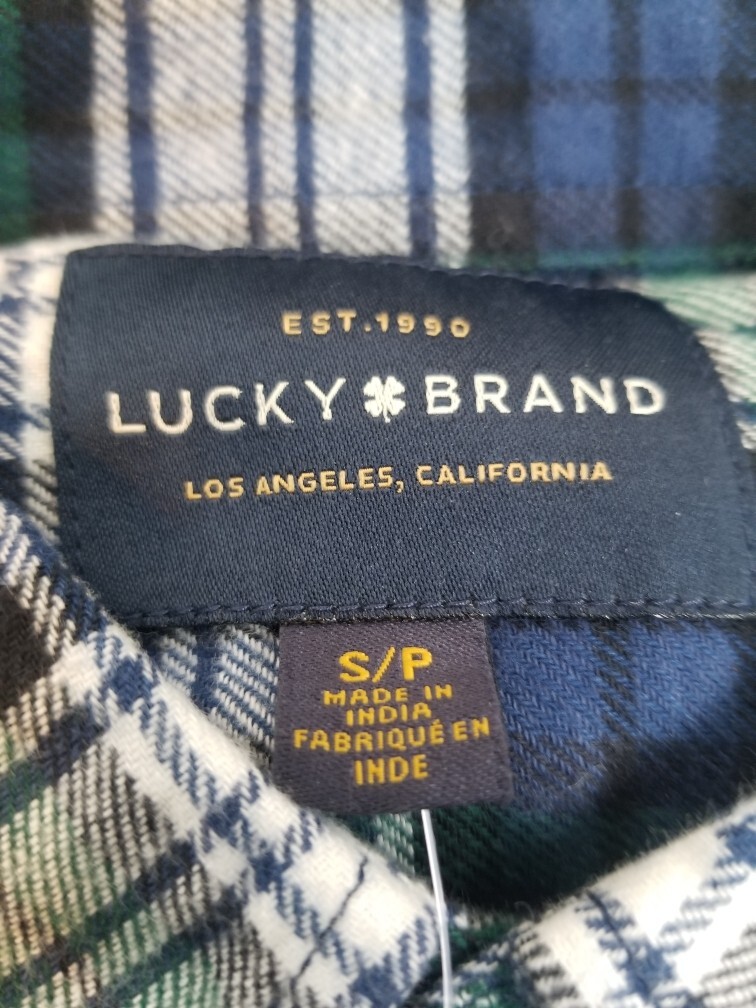 EST.1990
LUCKY BRAND
LOS ANGELES, CALIFORNIA
S/P
MADE IN
INDIA
FABRIQUÉ EN
INDE